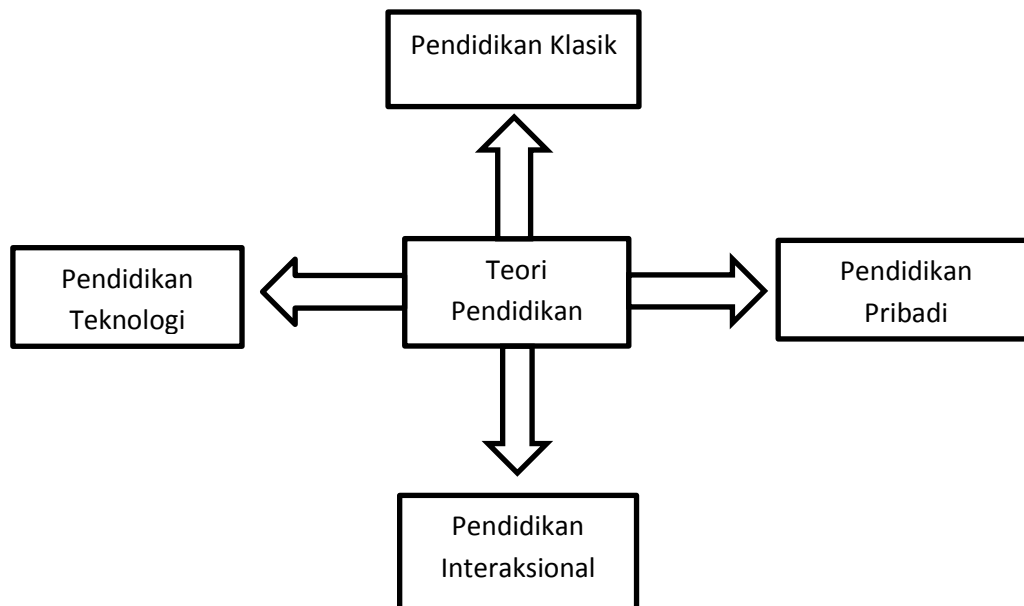 Pendidikan Klasik
Pendidikan
Teknologi
Teori
Pendidikan
Pendidikan
Pribadi
Pendidikan
Interaksional